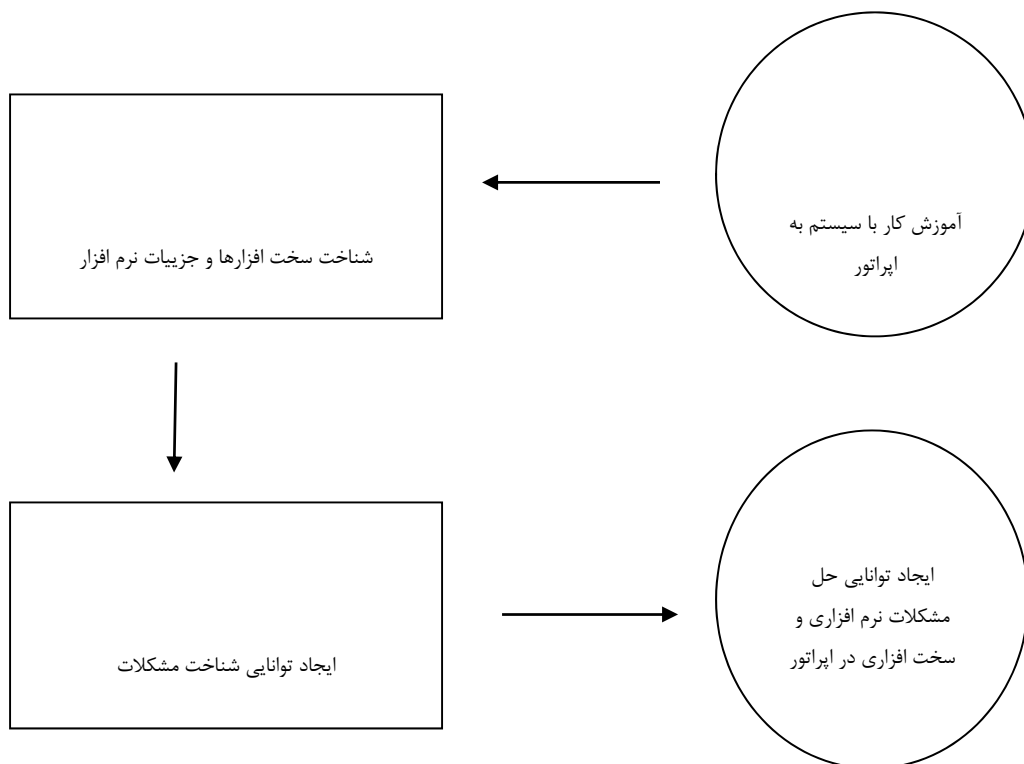 آموزش کار با سیستم به
اپراتور
شناخت سخت افزارها و جزییات نرم افزار
ایجاد توانایی شناخت مشکلات
ایجاد توانایی حل
مشکلات نرم افزاری و
سخت افزاری در اپراتور